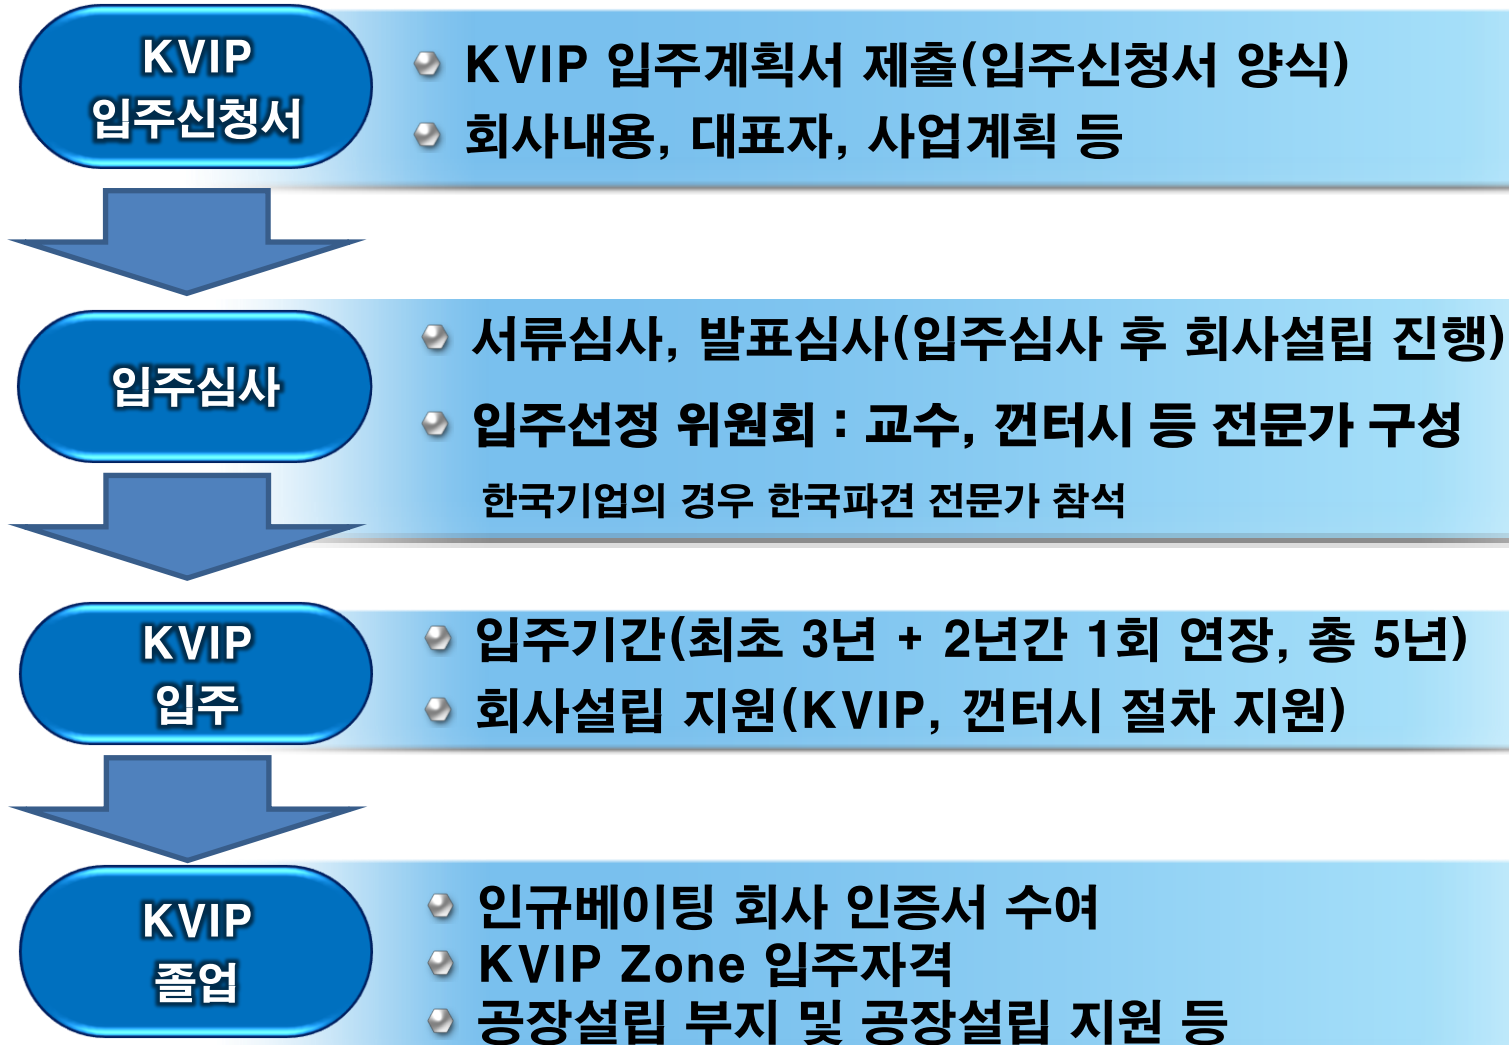 KVIP
입주신청서
KVIP 입주계획서 제출(입주신청서 양식)
회사내용, 대표자, 사업계획 등
입주심사
서류심사, 발표심사(입주심사 후 회사설립 진행)
입주선정 위원회 : 교수, 껀터시 등 전문가 구성
한국기업의 경우 한국파견 전문가 참석
KVIP
입주
입주기간(최초 3년 + 2년간 1회 연장, 총 5년)
회사설립 지원(KVIP, 껀터시 절차 지원)
KVIP
졸업
인규베이팅 회사 인증서 수여
KVIP Zone 입주자격
공장설립 부지 및 공장설립 지원 등